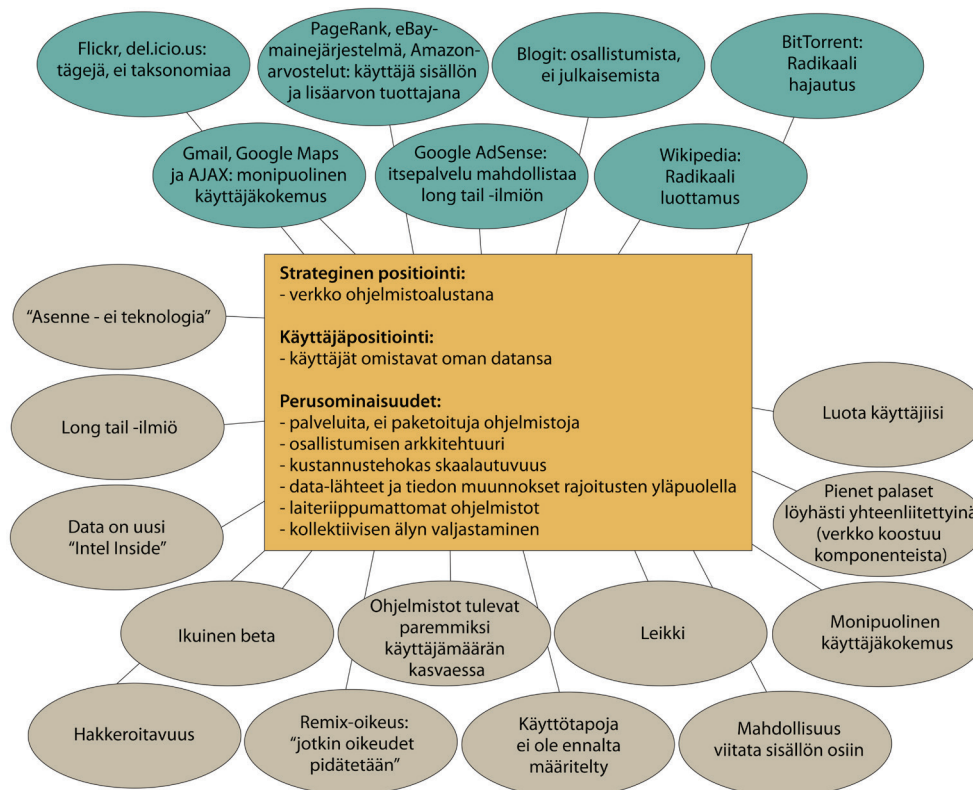 Flickr, del.icio.us:
tägejä, ei taksonomiaa
PageRank, eBay-
mainejärjestelmä, Amazon-
arvostelut: käyttäjä sisällön
ja lisäarvon tuottajana
Blogit: osallistumista,
ei julkaisemista
BitTorrent:
Radikaali
hajautus
Gmail, Google Maps
ja AJAX: monipuolinen
käyttäjäkokemus
Google AdSense:
itsepalvelu mahdollistaa
long tail -ilmiön
Wikipedia:
Radikaali
luottamus
Strateginen positiointi:
- verkko ohjelmistoalustana
Käyttäjäpositiointi:
- käyttäjät omistavat oman datansa
Perusominaisuudet:
- palveluita, ei paketoituja ohjelmistoja
- osallistumisen arkkitehtuuri
- kustannustehokas skaalautuvuus
- data-lähteet ja tiedon muunnokset rajoitusten yläpuolella
- laiteriippumattomat ohjelmistot
- kollektiivisen älyn valjastaminen
"Asenne - ei teknologia"
Long tail -ilmiö
Data on uusi
"Intel Inside"
Luota käyttäjiisi
Pienet palaset
löyhästi yhteenliitettyinä
(verkko koostuu
komponenteista)
Ikuinen beta
Ohjelmistot tulevat
paremmiksi
käyttäjämäärän
kasvaessa
Leikki
Monipuolinen
käyttäjäkokemus
Hakkeroitavuus
Remix-oikeus:
"jotkin oikeudet
pidätetään"
Käyttötapoja
ei ole ennalta
määritelty
Mahdollisuus
viitata sisällön osiin